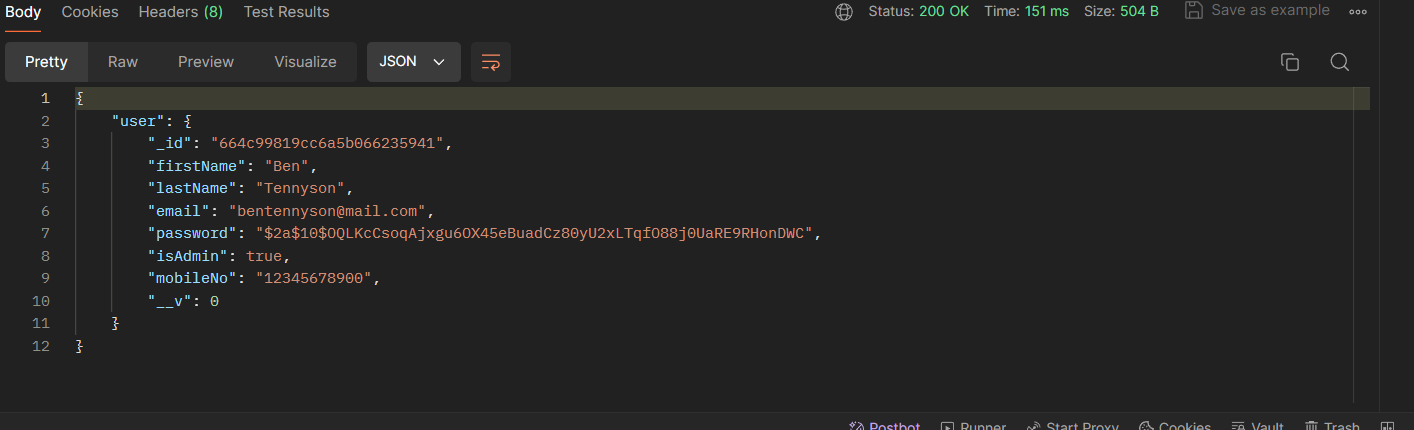 Body Cookies Headers (8) Test Results Status: 200 OK Time: 151 ms Size: 504 B Save as example
Pretty Raw Preview Visualize JSON
1 {
2 "user": {
3 "_id": "664c99819cc6a5b066235941",
4 "firstName": "Ben",
5 "lastName": "Tennyson",
6 "email": "bentennyson@mail.com",
7 "password": "$2a$10$OQLKcCsoqAjxgu6OX45eBuadCz80yU2xLTqfO88j0UaRE9RHonDWC",
8 "isAdmin": true,
9 "mobileNo": "12345678900",
10 "__v": 0
11 }
12 }
Postbot Runner Start Proxy Cookies Vault Trash